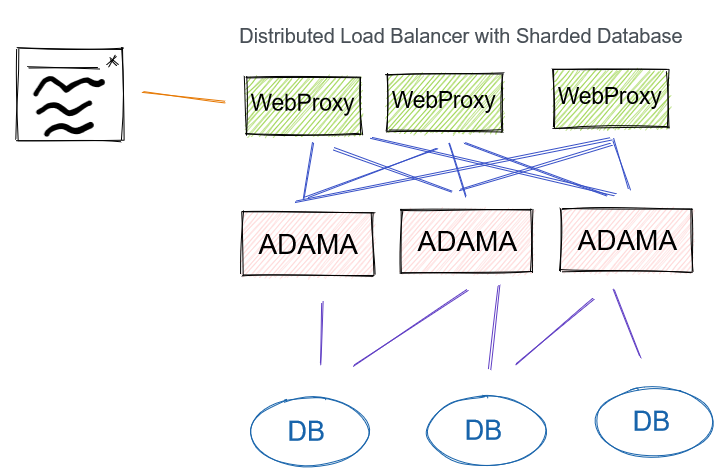 Distributed Load Balancer with Sharded Database
WebProxy
WebProxy
WebProxy
ADAMA
ADAMA
ADAMA
DB
DB
DB